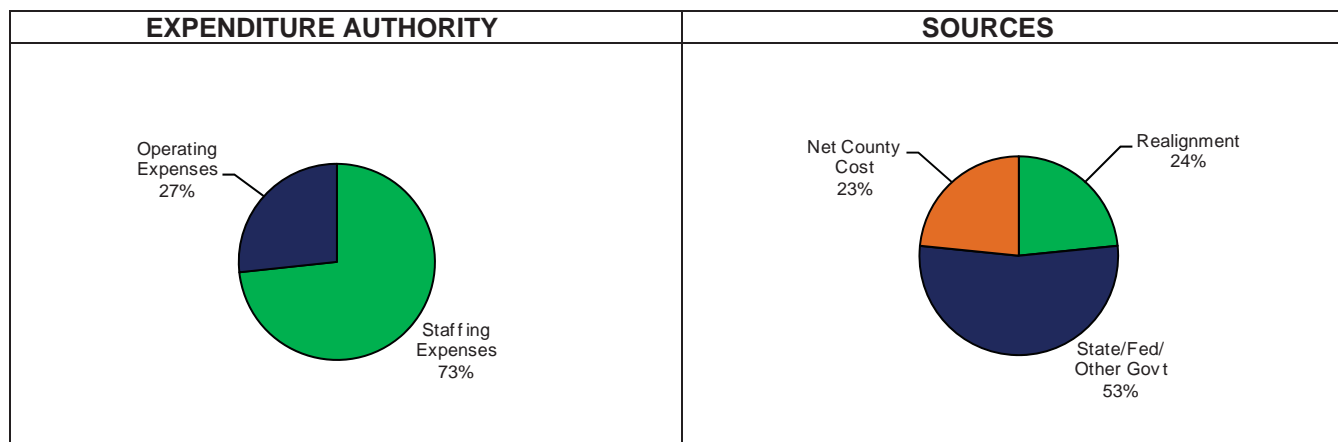 EXPENDITURE AUTHORITY
SOURCES
Operating
Expenses
27%
Staffing
Expenses
73%
Net County
Cost
23%
Realignment
24%
State/Fed/
Other Govt
53%